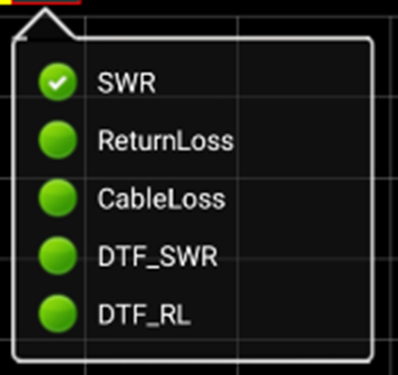 SWR
ReturnLoss
CableLoss
DTF_SWR
DTF_RL